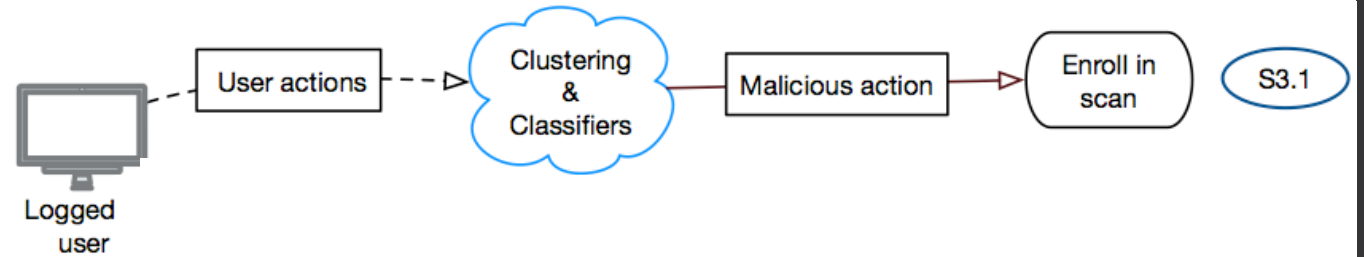 Logged
user
User actions
Clustering
&
Classifiers
Malicious action
Enroll in
scan
S3.1